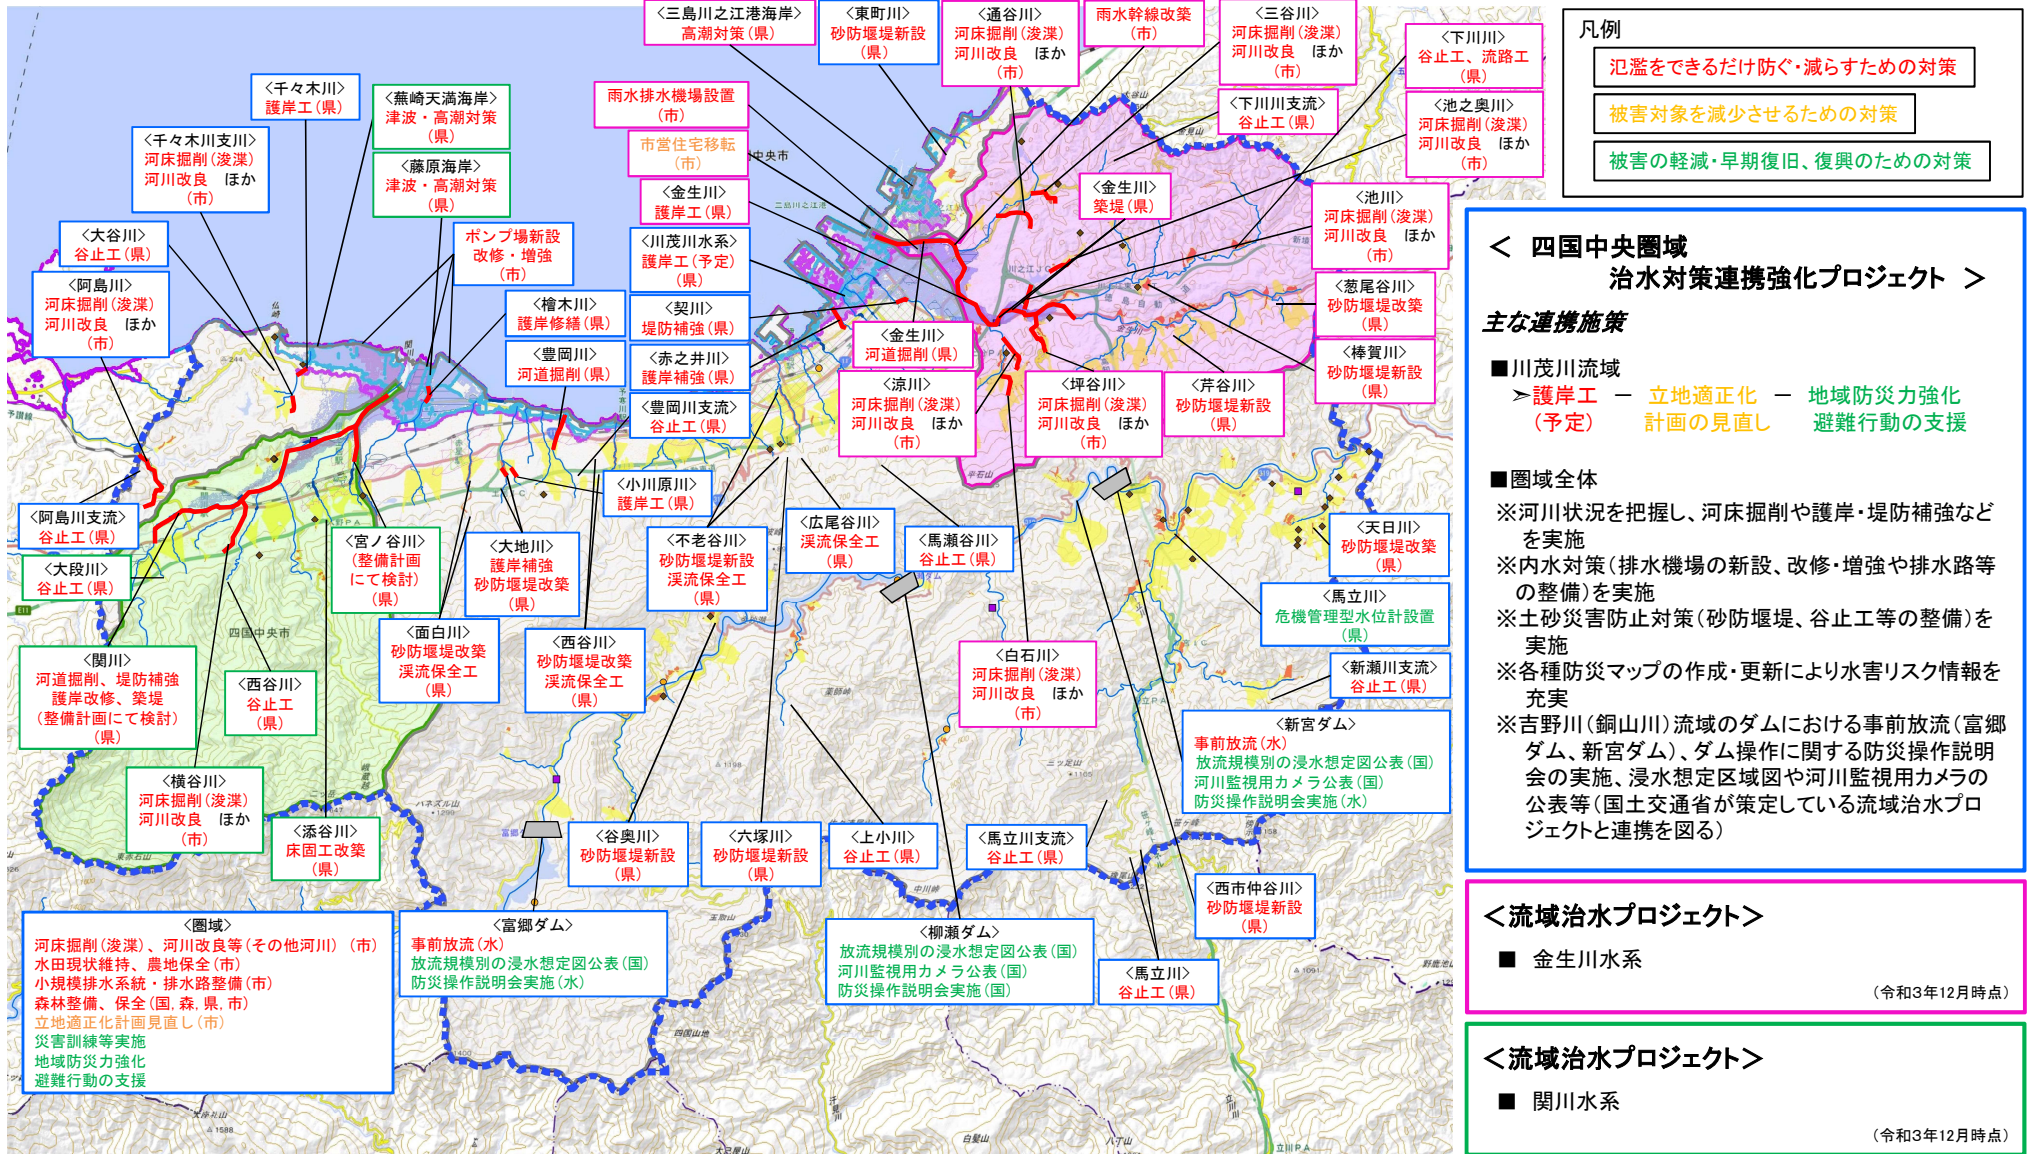 <三島川之江港海岸>
高潮対策(県)
<東町川>
砂防堰堤新設
(県)
<通谷川>
河床掘削(浚渫)
河川改良 ほか
(市)
雨水幹線改築
(市)
<三谷川>
河床掘削(浚渫)
河川改良 ほか
(市)
<下川川>
谷止工、流路工
(県)
<千々木川>
護岸工(県)
<蕪崎天満海岸>
津波・高潮対策
(県)
雨水排水機場設置
(市)
<下川川支流>
谷止工(県)
<池之奥川>
河床掘削(浚渫)
河川改良 ほか
(市)
<千々木川支川>
河床掘削(浚渫)
河川改良 ほか
(市)
<藤原海岸>
津波・高潮対策
(県)
市営住宅移転
(市)
<金生川>
護岸工(県)
<金生川>
築堤(県)
<池川>
河床掘削(浚渫)
河川改良 ほか
(市)
<大谷川>
谷止工(県)
ポンプ場新設
改修・増強
(市)
<川茂川水系>
護岸工(予定)
(県)
<阿島川>
河床掘削(浚渫)
河川改良 ほか
(市)
<檜木川>
護岸修繕(県)
<契川>
堤防補強(県)
<葱尾谷川>
砂防堰堤改築
(県)
<金生川>
河道掘削(県)
<豊岡川>
河道掘削(県)
<赤之井川>
護岸補強(県)
<棒賀川>
砂防堰堤新設
(県)
<涼川>
河床掘削(浚渫)
河川改良 ほか
(市)
<坪谷川>
河床掘削(浚渫)
河川改良 ほか
(市)
<芹谷川>
砂防堰堤新設
(県)
<豊岡川支流>
谷止工(県)
<小川原川>
護岸工(県)
<阿島川支流>
谷止工(県)
<大段川>
谷止工(県)
<宮ノ谷川>
(整備計画
にて検討)
(県)
<大地川>
護岸補強
砂防堰堤改築
(県)
<不老谷川>
砂防堰堤新設
渓流保全工
(県)
<広尾谷川>
渓流保全工
(県)
<馬瀬谷川>
谷止工(県)
<天日川>
砂防堰堤改築
(県)
<馬立川>
危機管理型水位計設置
(県)
<面白川>
砂防堰堤改築
渓流保全工
(県)
<西谷川>
砂防堰堤改築
渓流保全工
(県)
<関川>
河道掘削、堤防補強
護岸改修、築堤
(整備計画にて検討)
(県)
<西谷川>
谷止工
(県)
<白石川>
河床掘削(浚渫)
河川改良 ほか
(市)
<新瀬川支流>
谷止工(県)
<新宮ダム>
事前放流(水)
放流規模別の浸水想定図公表(国)
河川監視用カメラ公表(国)
防災操作説明会実施(水)
<横谷川>
河床掘削(浚渫)
河川改良 ほか
(市)
<添谷川>
床固工改築
(県)
<谷奥川>
砂防堰堤新設
(県)
<六塚川>
砂防堰堤新設
(県)
<上小川>
谷止工(県)
<馬立川支流>
谷止工(県)
<西市仲谷川>
砂防堰堤新設
(県)
<圏域>
河床掘削(浚渫)、河川改良等(その他河川) (市)
水田現状維持、農地保全(市)
小規模排水系統・排水路整備(市)
森林整備、保全(国,森,県,市)
立地適正化計画見直し(市)
災害訓練等実施
地域防災力強化
避難行動の支援
<富郷ダム>
事前放流(水)
放流規模別の浸水想定図公表(国)
防災操作説明会実施(水)
<柳瀬ダム>
放流規模別の浸水想定図公表(国)
河川監視用カメラ公表(国)
防災操作説明会実施(国)
<馬立川>
谷止工(県)
四国中央市
川之江JCT
凡例
氾濫をできるだけ防ぐ・減らすための対策
被害対象を減少させるための対策
被害の軽減・早期復旧、復興のための対策
< 四国中央圏域
治水対策連携強化プロジェクト >
主な連携施策
■川茂川流域
➢護岸工 － 立地適正化 － 地域防災力強化
(予定) 計画の見直し 避難行動の支援
■圏域全体
※河川状況を把握し、河床掘削や護岸・堤防補強など
を実施
※内水対策(排水機場の新設、改修・増強や排水路等
の整備)を実施
※土砂災害防止対策(砂防堰堤、谷止工等の整備)を
実施
※各種防災マップの作成・更新により水害リスク情報を
充実
※吉野川(銅山川)流域のダムにおける事前放流(富郷
ダム、新宮ダム)、ダム操作に関する防災操作説明
会の実施、浸水想定区域図や河川監視用カメラの
公表等(国土交通省が策定している流域治水プロ
ジェクトと連携を図る)
<流域治水プロジェクト>
■ 金生川水系
(令和3年12月時点)
<流域治水プロジェクト>
■ 関川水系
(令和3年12月時点)